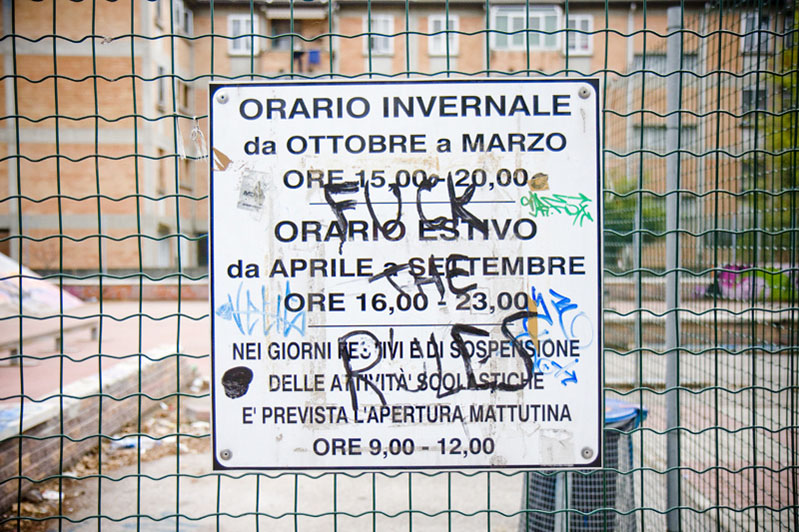 ORARIO INVERNALE
da OTTOBRE a MARZO
ORE 15,00 - 20,00
FUCK
ORARIO ESTIVO
da APRILE a SETTEMBRE
THE
ORE 16,00 - 23,00
RULES
NEI GIORNI FESTIVI E DI SOSPENSIONE
DELLE ATTIVITA' SCOLASTICHE
E' PREVISTA L'APERTURA MATTUTINA
ORE 9,00 - 12,00